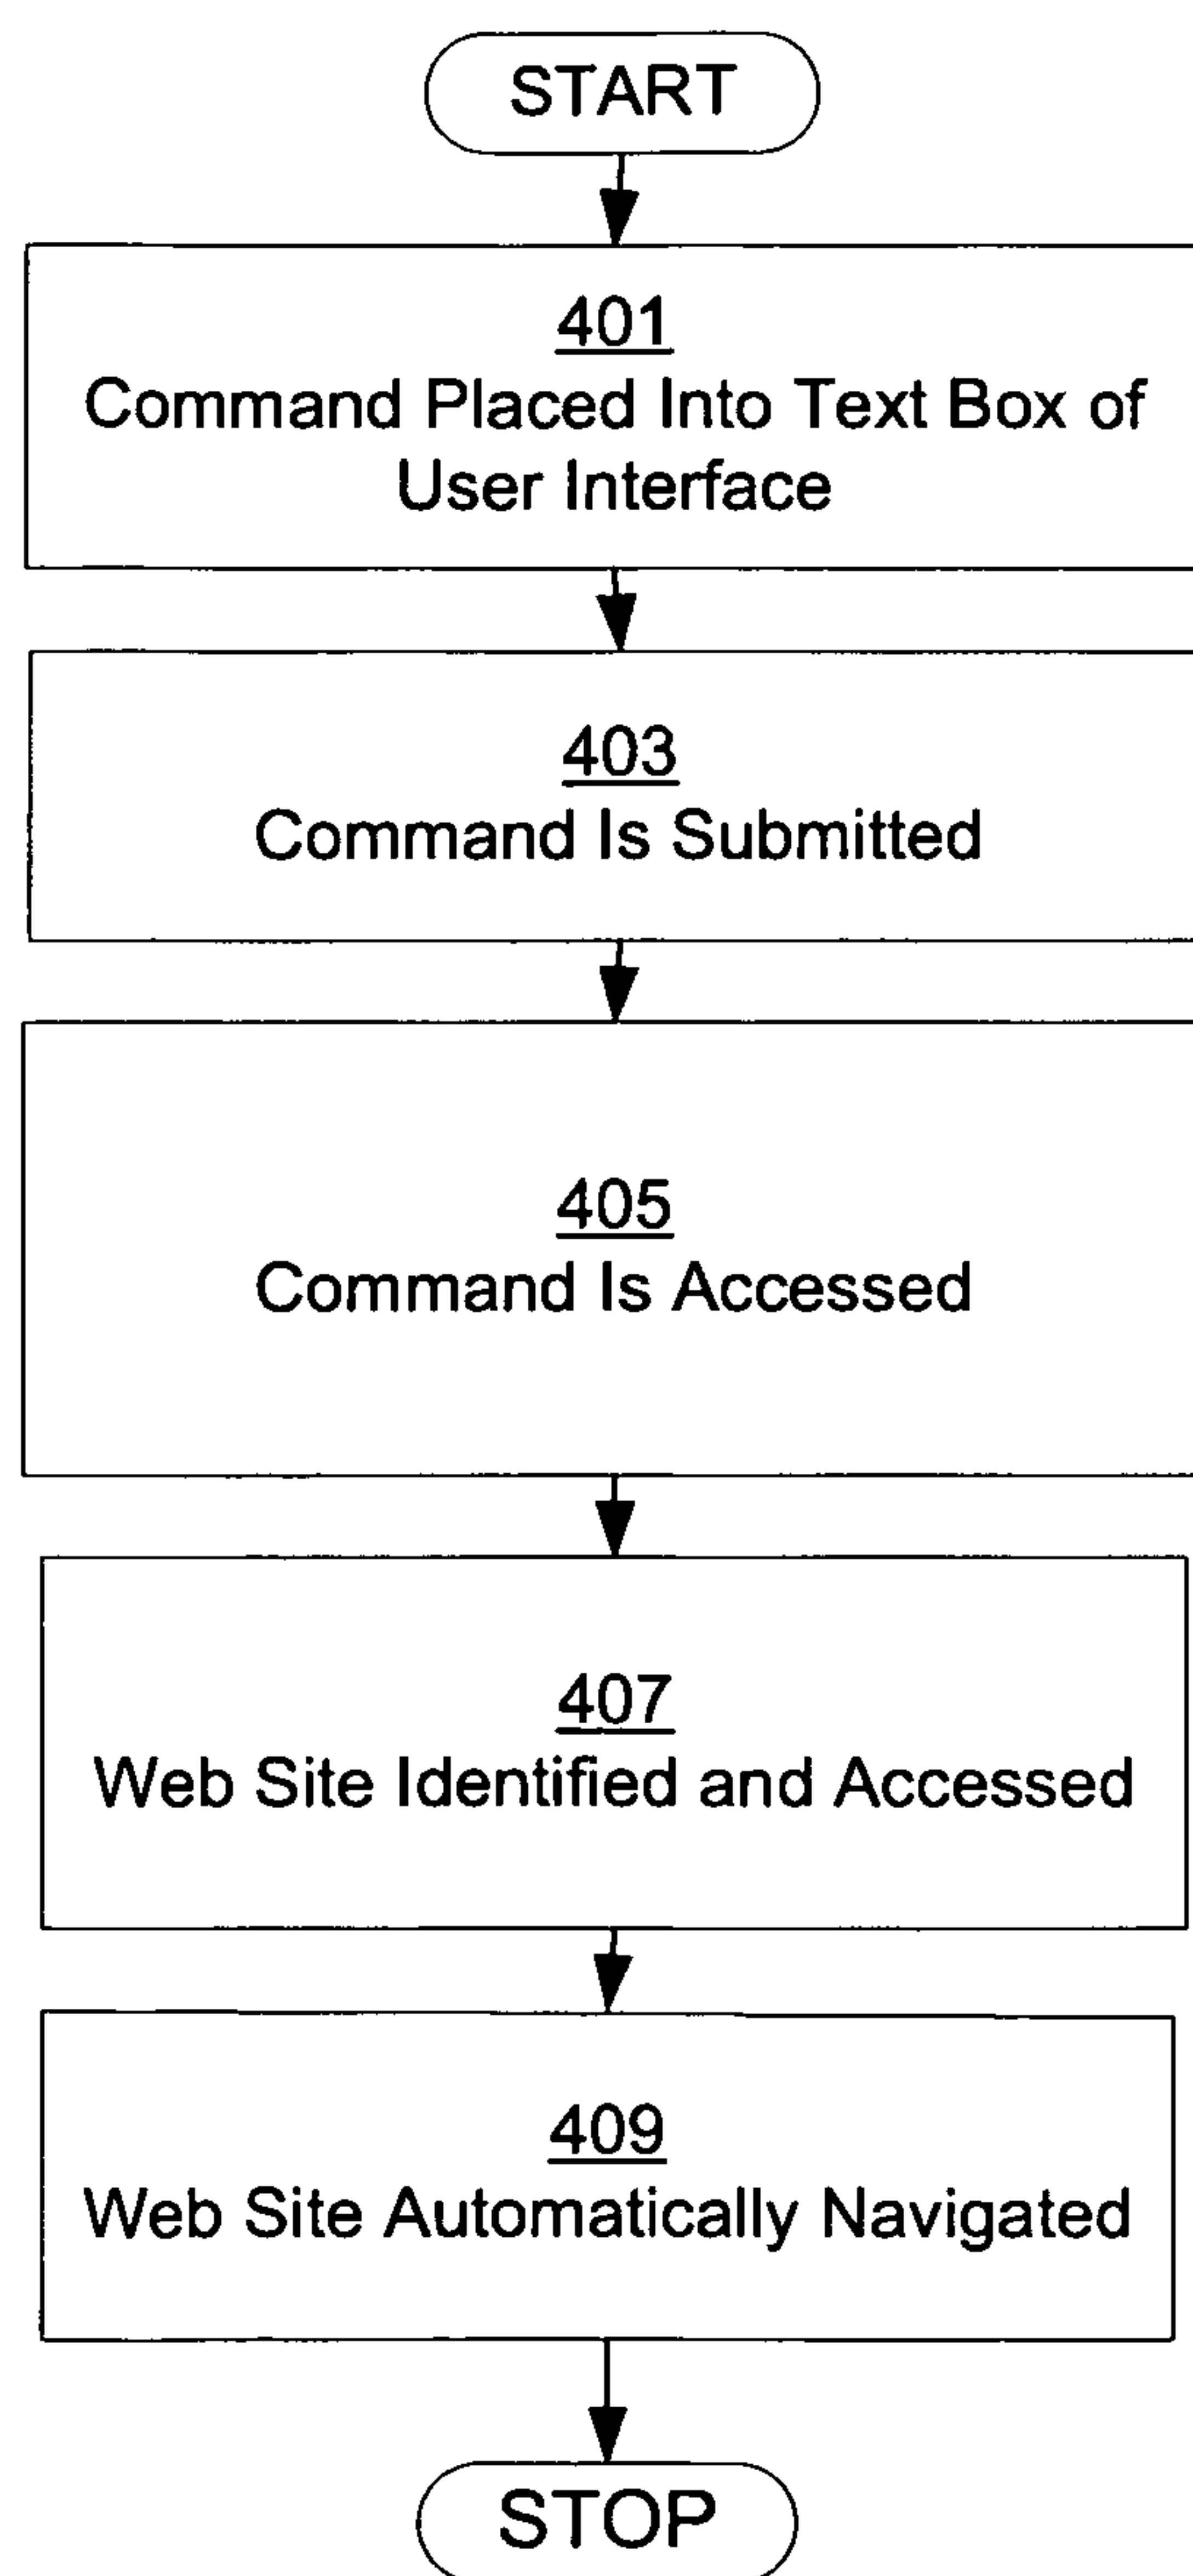 START
401
Command Placed Into Text Box of
User Interface
403
Command Is Submitted
405
Command Is Accessed
407
Web Site Identified and Accessed
409
Web Site Automatically Navigated
STOP